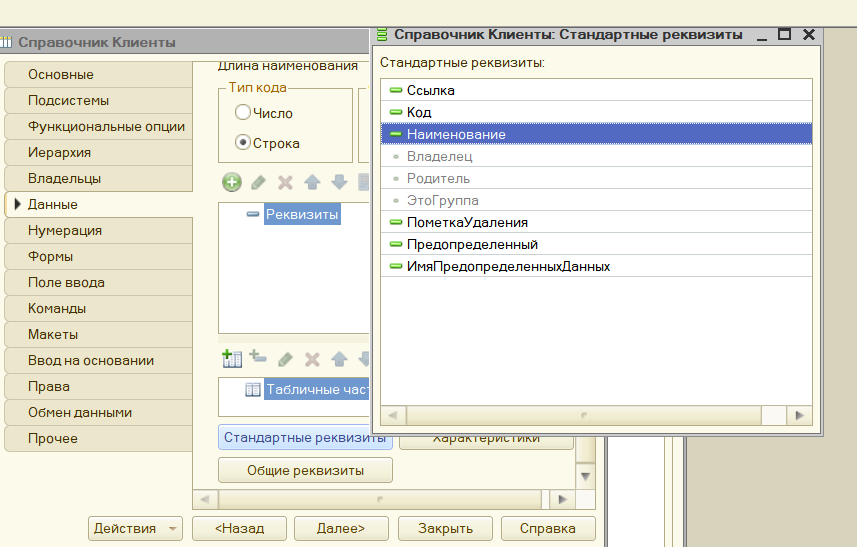 Справочник Клиенты
Основные
Подсистемы
Функциональные опции
Иерархия
Владельцы
Данные
Нумерация
Формы
Поле ввода
Команды
Макеты
Ввод на основании
Права
Обмен данными
Прочее
Длина наименования
Тип кода
Число
Строка
Реквизиты
Табличные част
Стандартные реквизиты
Характеристики
Общие реквизиты
Действия
<Назад
Далее>
Закрыть
Справка
Справочник Клиенты: Стандартные реквизиты
Стандартные реквизиты:
Ссылка
Код
Наименование
Владелец
Родитель
ЭтоГруппа
ПометкаУдаления
Предопределенный
ИмяПредопределенныхДанных